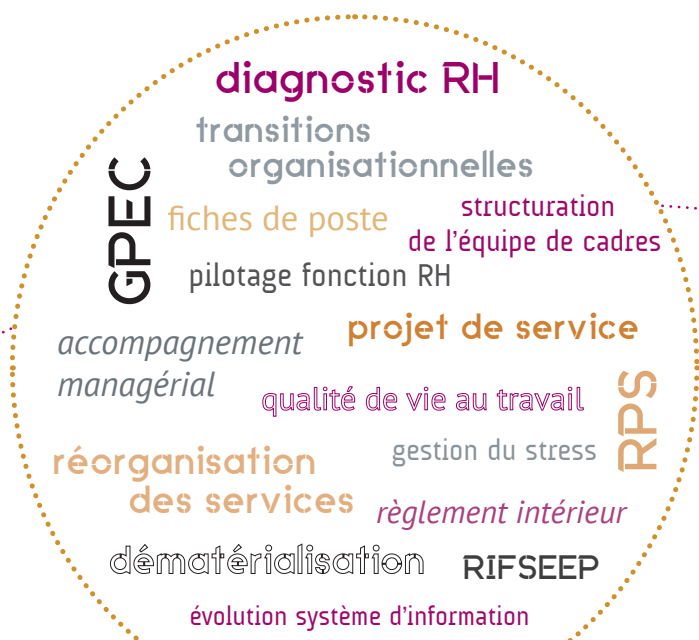 diagnostic RH
transitions
organisationnelles
GPEC
fiches de poste
structuration
de l'équipe de cadres
pilotage fonction RH
projet de service
accompagnement
managérial
qualité de vie au travail
RPS
gestion du stress
réorganisation
des services
règlement intérieur
dématérialisation
RIFSEEP
évolution système d'information